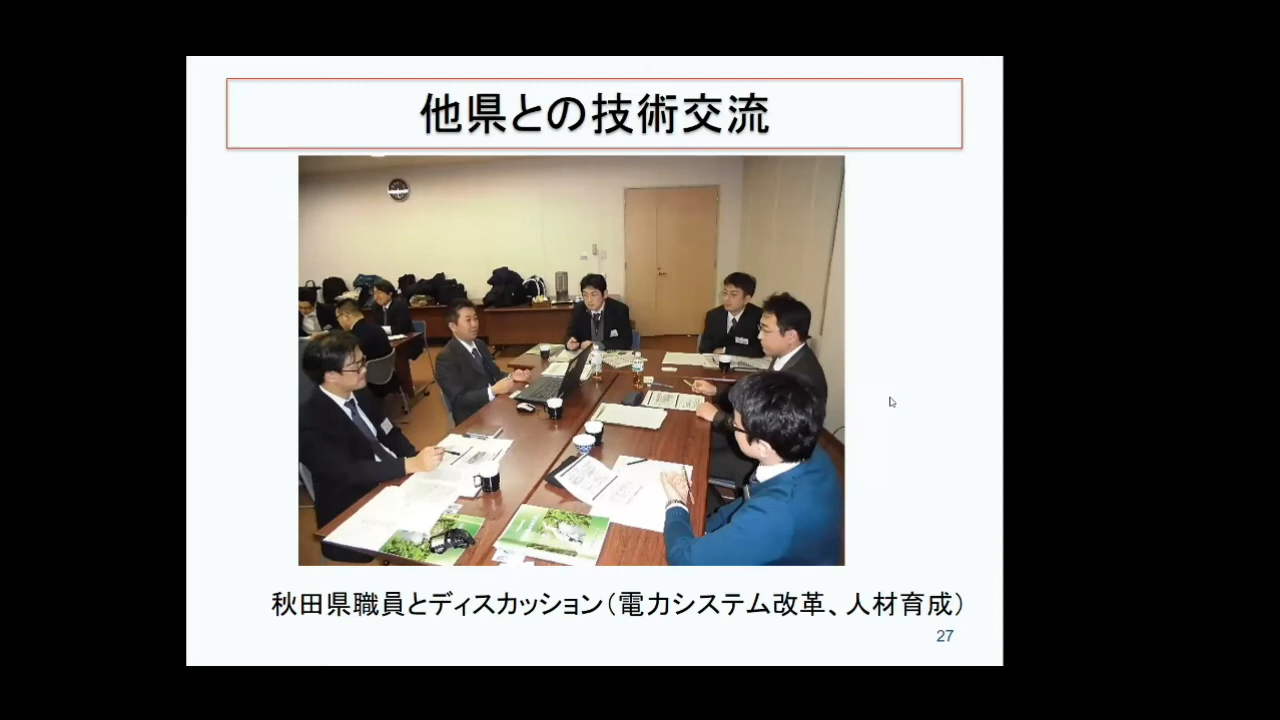 他県との技術交流
秋田県職員とディスカッション（電力システム改革、人材育成）
27